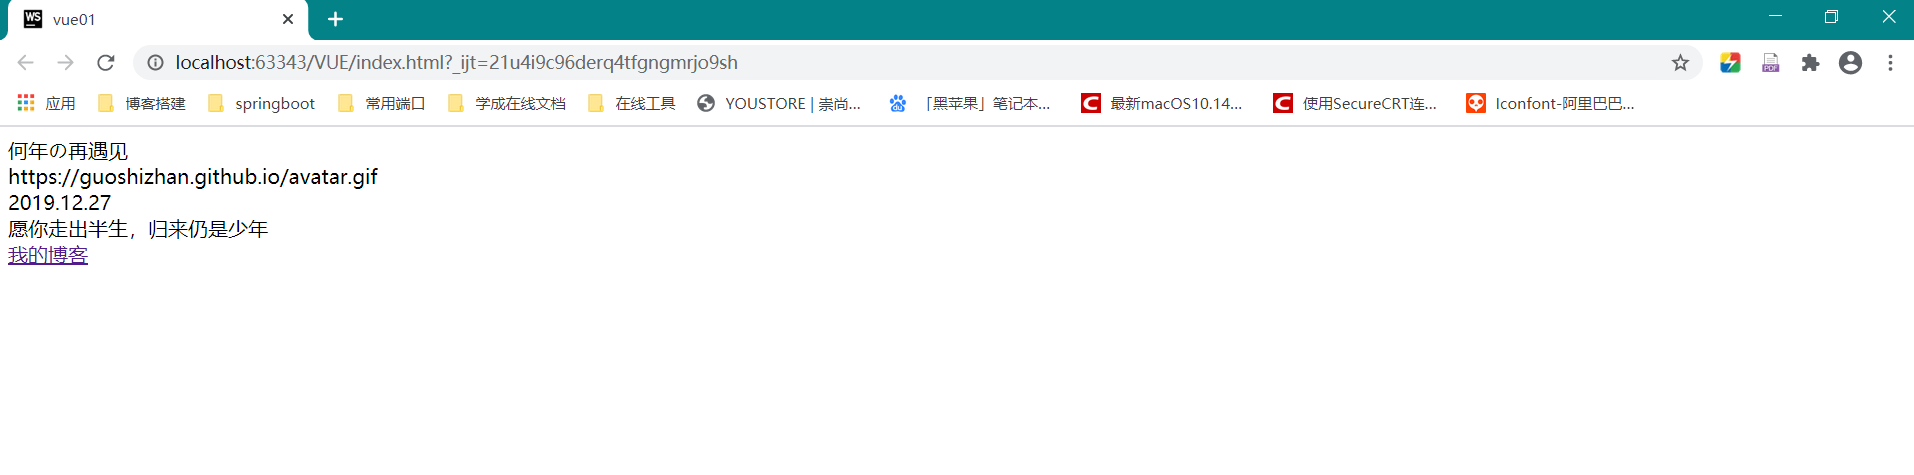 WS vue01
localhost:63343/VUE/index.html?_ijt=21u4i9c96derq4tfgngmrjo9sh
PDF
应用 博客搭建 springboot 常用端口 学成在线文档 在线工具 YOUSTORE | 崇尚... du 「黑苹果」笔记本... C 最新macOS10.14... C 使用SecureCRT连... Iconfont-阿里巴巴...
何年の再遇见
https://guoshizhan.github.io/avatar.gif
2019.12.27
愿你走出半生，归来仍是少年
我的博客